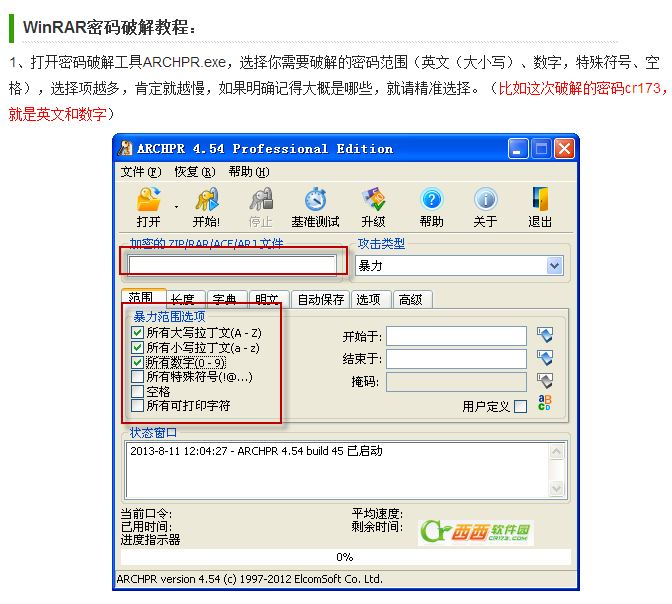 WinRAR密码破解教程：
1、打开密码破解工具ARCHPR.exe，选择你需要破解的密码范围（英文（大小写）、数字，特殊符号、空
格），选择项越多，肯定就越慢，如果明确记得大概是哪些，就请精准选择。（比如这次破解的密码cr173，
就是英文和数字）
ARCHPR 4.54 Professional Edition
文件(F) 恢复(R) 帮助(H)
打开 开始! 停止 基准测试 升级 帮助 关于 退出
加密的 ZIP/RAR/ACE/ARJ 文件 攻击类型
暴力
范围 长度 字典 明文 自动保存 选项 高级
暴力范围选项
所有大写拉丁文(A - Z) 开始于:
所有小写拉丁文(a - z)
所有数字(0 - 9) 结束于:
所有特殊符号(!@...) 掩码:
空格
所有可打印字符 用户定义
状态窗口
2013-8-11 12:04:27 - ARCHPR 4.54 build 45 已启动
当前口令: 平均速度:
已用时间: 剩余时间:
进度指示器
西西软件园
CR173.COM
0%
ARCHPR version 4.54 (c) 1997-2012 ElcomSoft Co. Ltd.